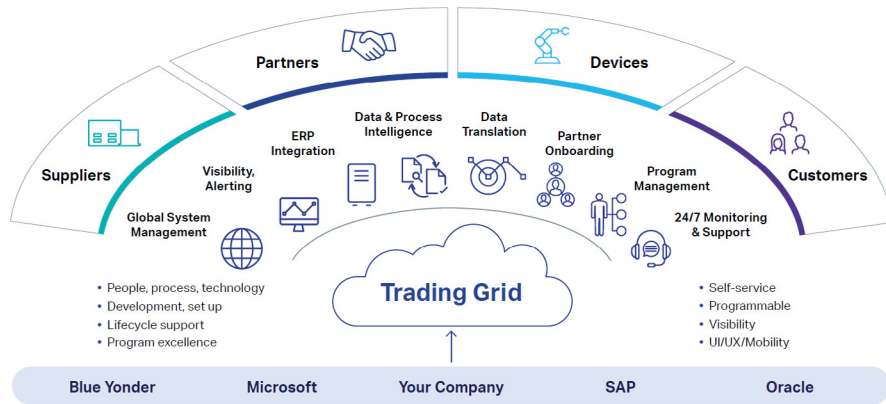 Partners
Devices
Suppliers
Customers
Global System
Management
Visibility,
Alerting
ERP
Integration
Data & Process
Intelligence
Data
Translation
Partner
Onboarding
Program
Management
24/7 Monitoring
& Support
• People, process, technology
• Development, set up
• Lifecycle support
• Program excellence
Trading Grid
• Self-service
• Programmable
• Visibility
• UI/UX/Mobility
Blue Yonder
Microsoft
Your Company
SAP
Oracle